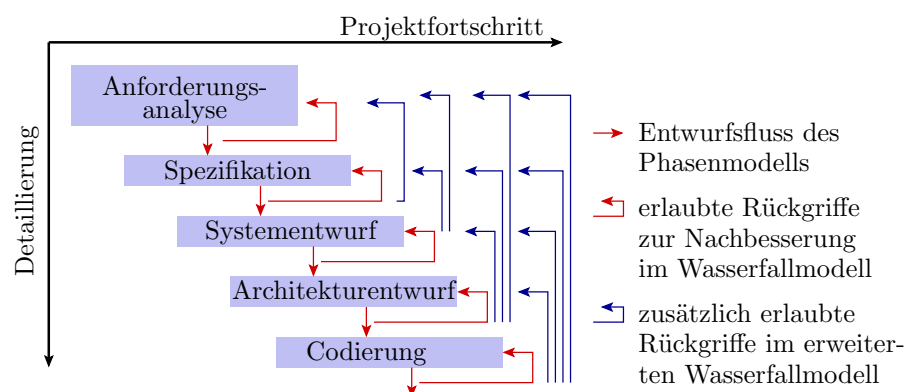 Projektfortschritt
Detaillierung
Anforderungs-
analyse
Spezifikation
Systementwurf
Architekturentwurf
Codierung
Entwurfsfluss des
Phasenmodells
erlaubte Rückgriffe
zur Nachbesserung
im Wasserfallmodell
zusätzlich erlaubte
Rückgriffe im erweiter-
ten Wasserfallmodell